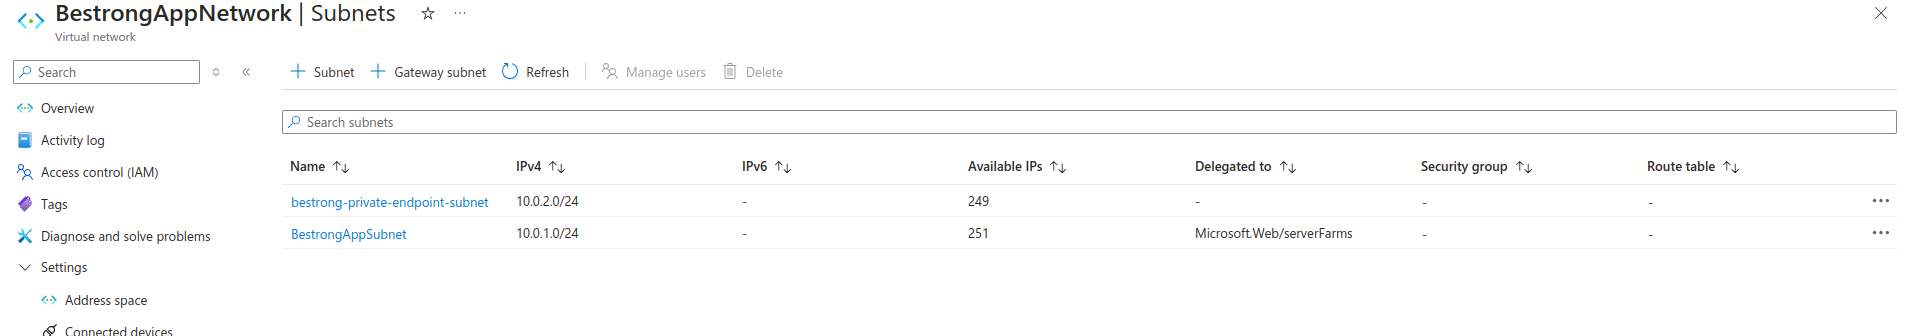 BestrongAppNetwork | Subnets ☆ ···
Virtual network
Search
+ Subnet + Gateway subnet Refresh Manage users Delete
Overview
Activity log
Access control (IAM)
Tags
Diagnose and solve problems
Settings
Address space
Connected devices
Search subnets
Name ↑↓ IPv4 ↑↓ IPv6 ↑↓ Available IPs ↑↓ Delegated to ↑↓ Security group ↑↓ Route table ↑↓
bestrong-private-endpoint-subnet 10.0.2.0/24 - 249 - - - ···
BestrongAppSubnet 10.0.1.0/24 - 251 Microsoft.Web/serverFarms - - ···